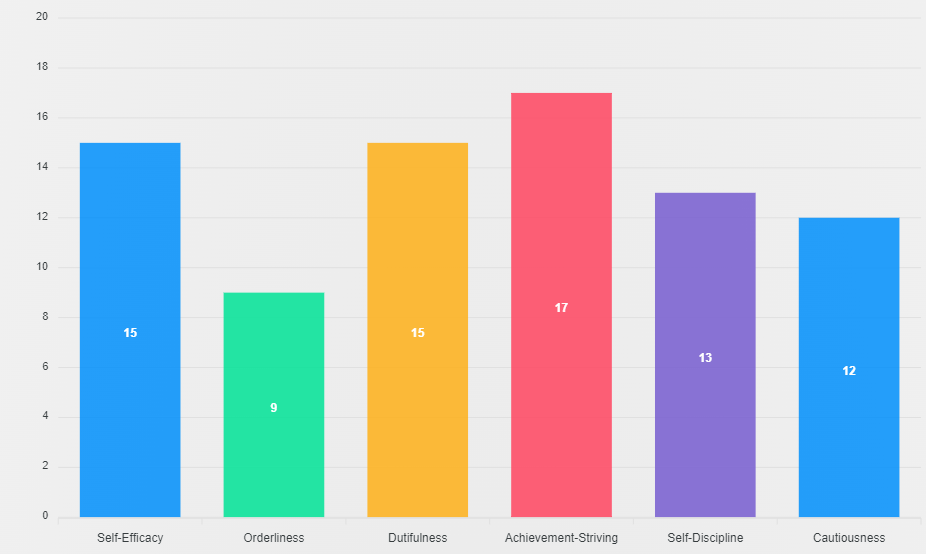 20
18
16
14
12
10
8
6
4
2
0
15
9
15
17
13
12
Self-Efficacy
Orderliness
Dutifulness
Achievement-Striving
Self-Discipline
Cautiousness